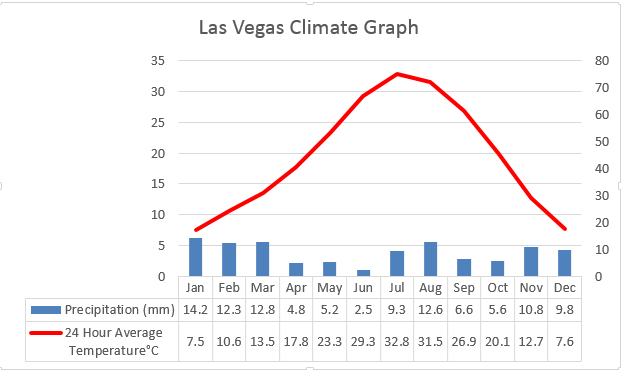 Las Vegas Climate Graph
35 80
30 70
25 60
20 50
15 40
10 30
5 20
0 10
0
Jan Feb Mar Apr May Jun Jul Aug Sep Oct Nov Dec
Precipitation (mm) 14.2 12.3 12.8 4.8 5.2 2.5 9.3 12.6 6.6 5.6 10.8 9.8
24 Hour Average
Temperature°C 7.5 10.6 13.5 17.8 23.3 29.3 32.8 31.5 26.9 20.1 12.7 7.6